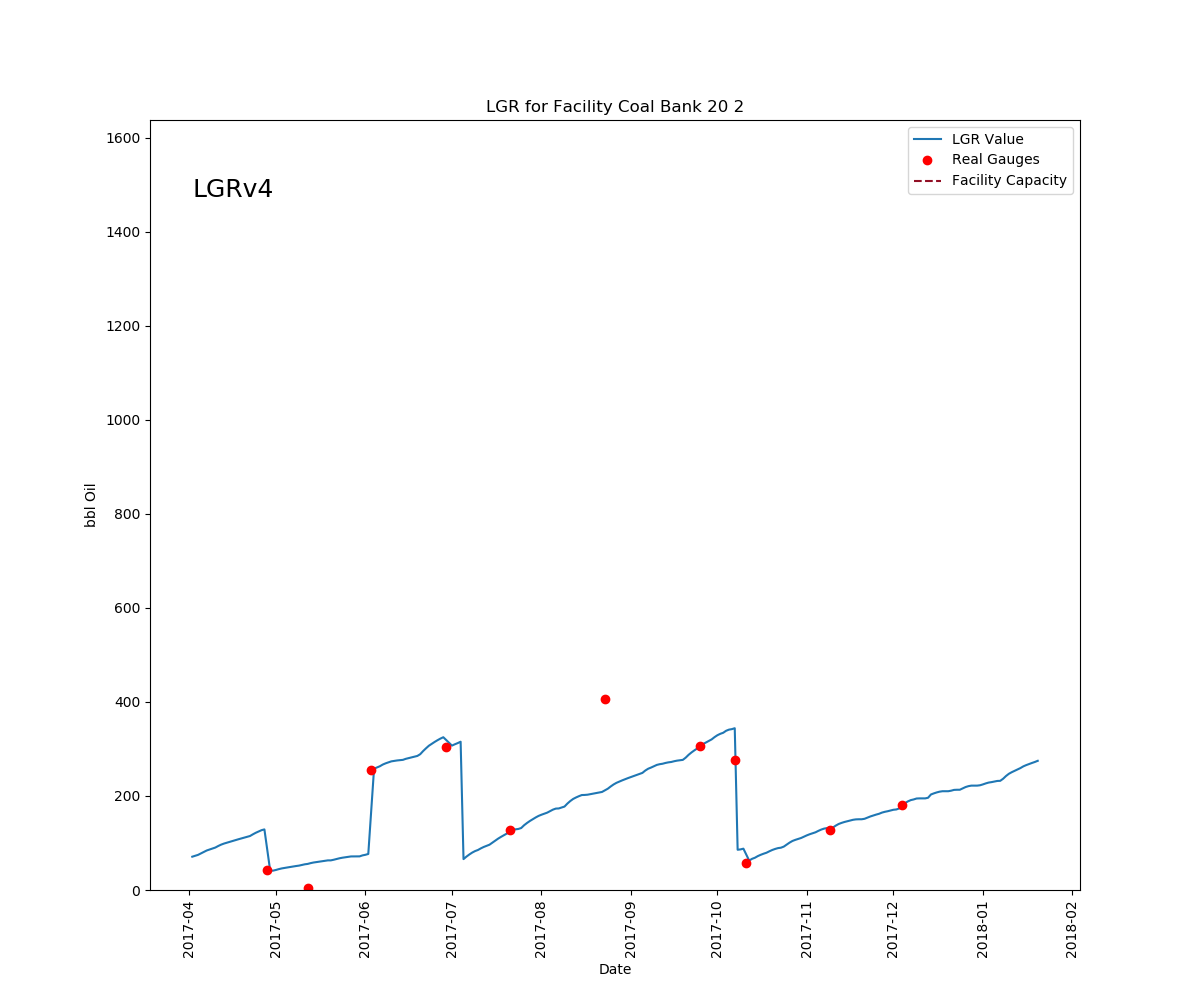 LGR for Facility Coal Bank 20 2
LGRv4
LGR Value
Real Gauges
Facility Capacity
1600
1400
1200
1000
800
600
400
200
0
bbl Oil
2017-04
2017-05
2017-06
2017-07
2017-08
2017-09
2017-10
2017-11
2017-12
2018-01
2018-02
Date